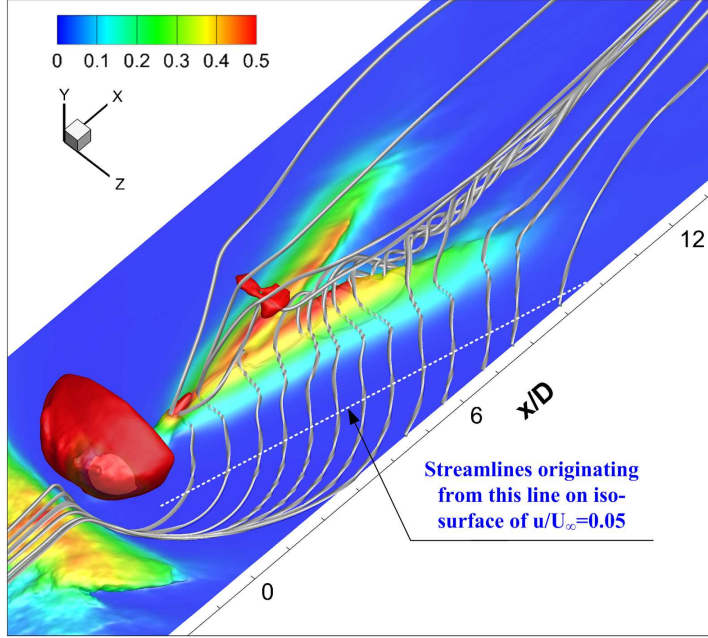 0 0.1 0.2 0.3 0.4 0.5
Y
X
Z
12
6
x/D
0
Streamlines originating
from this line on iso-
surface of u/U∞=0.05